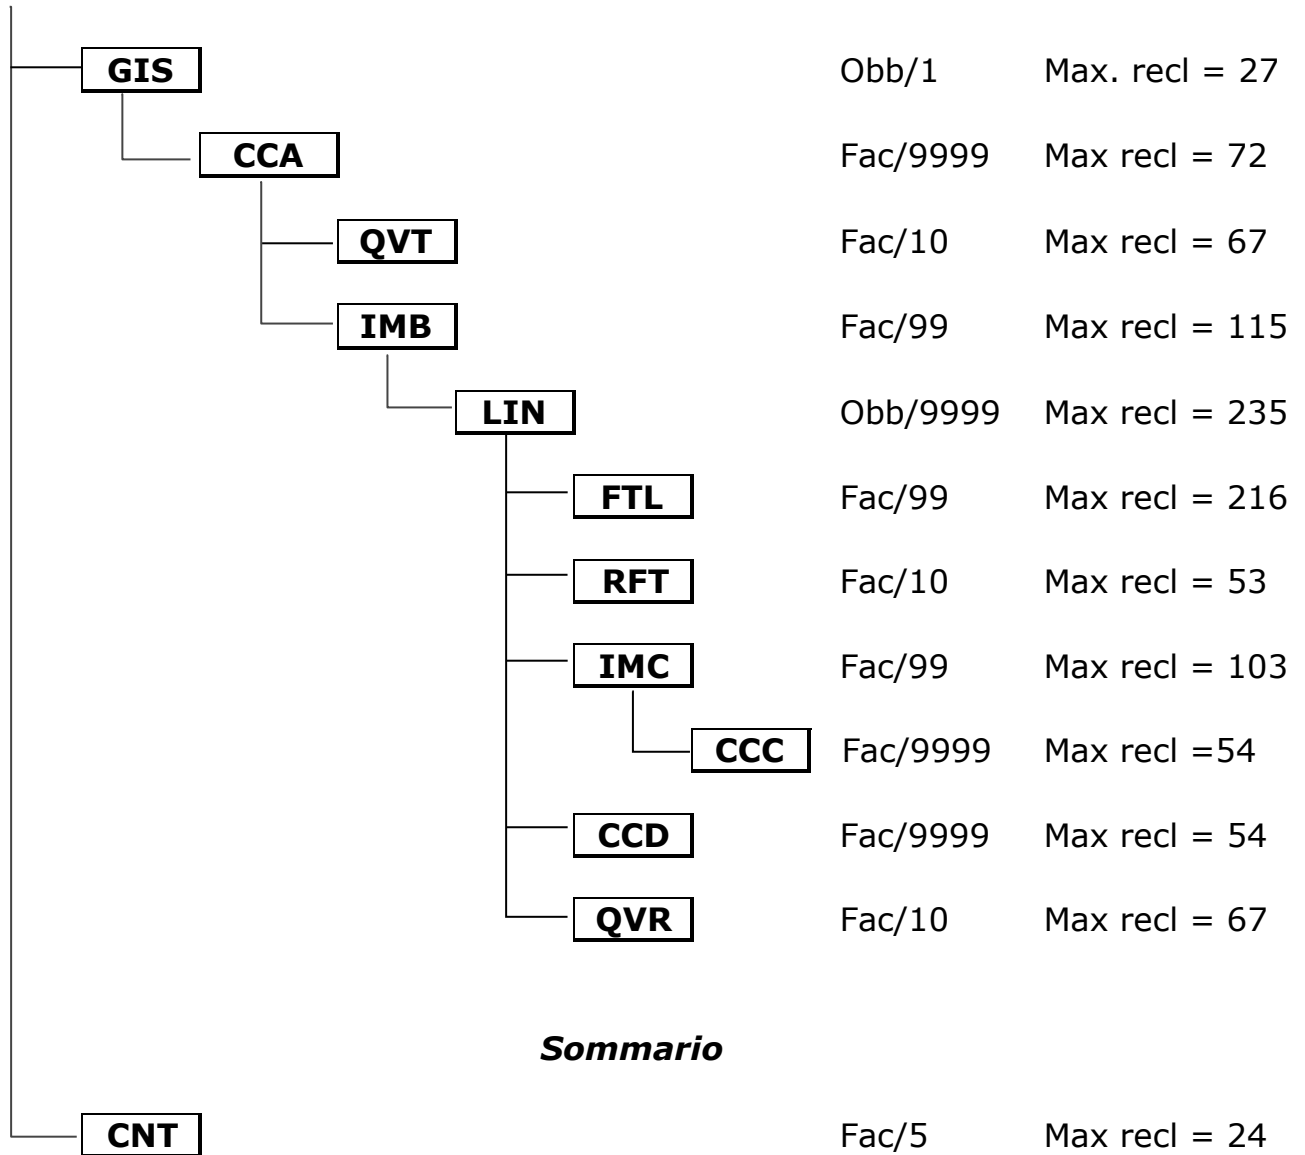 GIS Obb/1 Max. recl = 27
CCA Fac/9999 Max recl = 72
QVT Fac/10 Max recl = 67
IMB Fac/99 Max recl = 115
LIN Obb/9999 Max recl = 235
FTL Fac/99 Max recl = 216
RFT Fac/10 Max recl = 53
IMC Fac/99 Max recl = 103
CCC Fac/9999 Max recl =54
CCD Fac/9999 Max recl = 54
QVR Fac/10 Max recl = 67
Sommario
CNT Fac/5 Max recl = 24